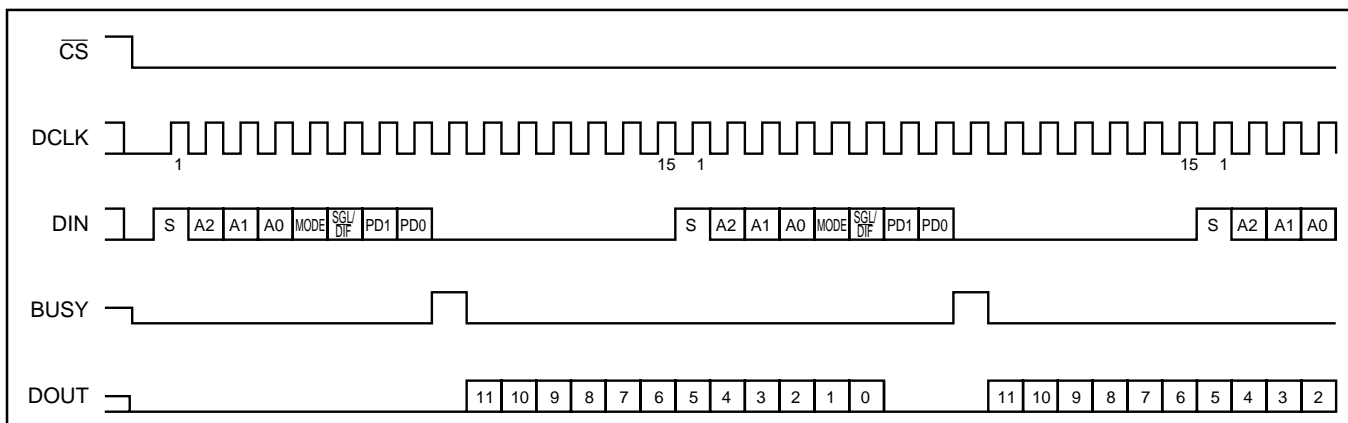 CS
DCLK
1 15 1 15 1
DIN S A2 A1 A0 MODE SGL/DIF PD1 PD0 S A2 A1 A0 MODE SGL/DIF PD1 PD0 S A2 A1 A0
BUSY
DOUT 11 10 9 8 7 6 5 4 3 2 1 0 11 10 9 8 7 6 5 4 3 2